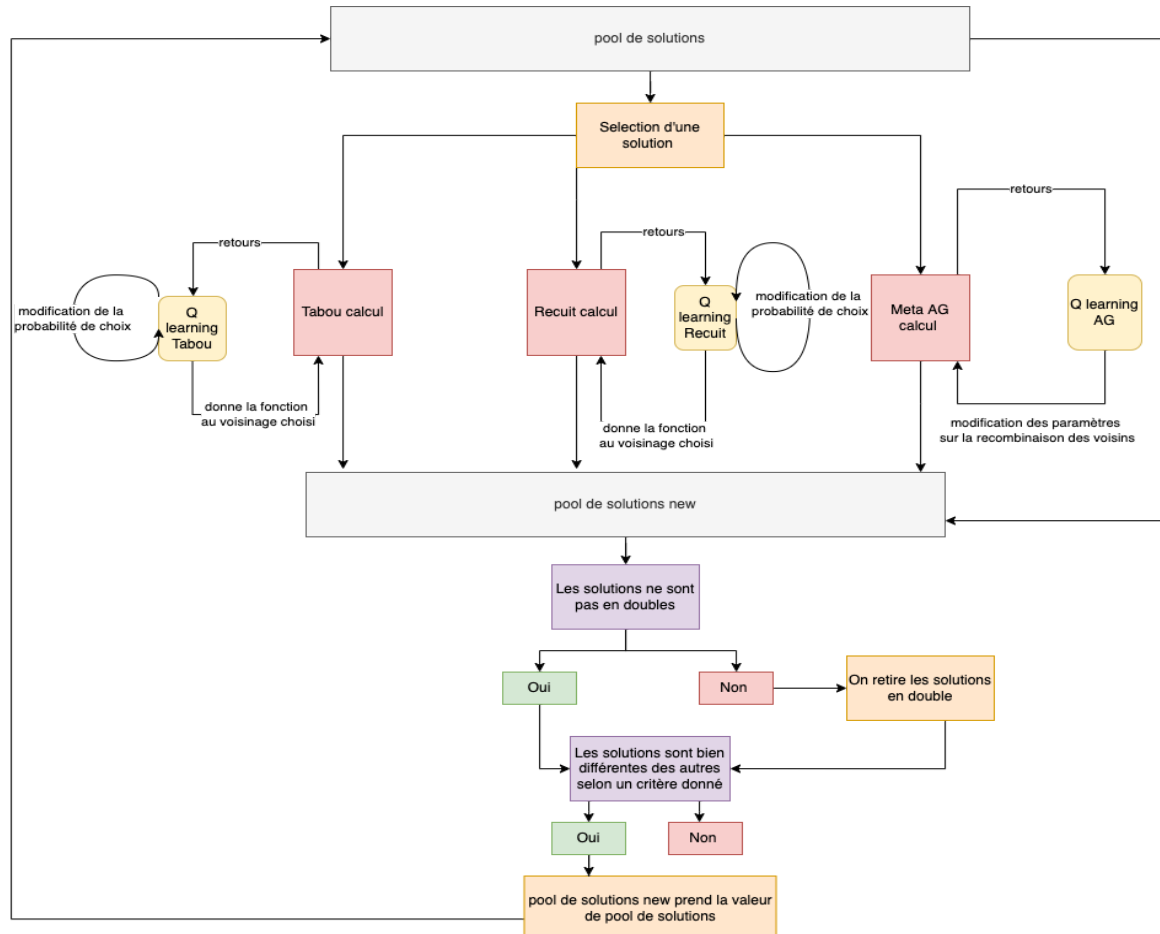 pool de solutions
Selection d'une
solution
retours
retours
retours
modification de la
probabilité de choix
Q
learning
Tabou
Tabou calcul
Recuit calcul
Q
learning
Recuit
modification de la
probabilité de choix
Meta AG
calcul
Q learning
AG
donne la fonction
au voisinage choisi
donne la fonction
au voisinage choisi
modification des paramètres
sur la recombinaison des voisins
pool de solutions new
Les solutions ne sont
pas en doubles
Oui
Non
On retire les solutions
en double
Les solutions sont bien
différentes des autres
selon un critère donné
Oui
Non
pool de solutions new prend la valeur
de pool de solutions